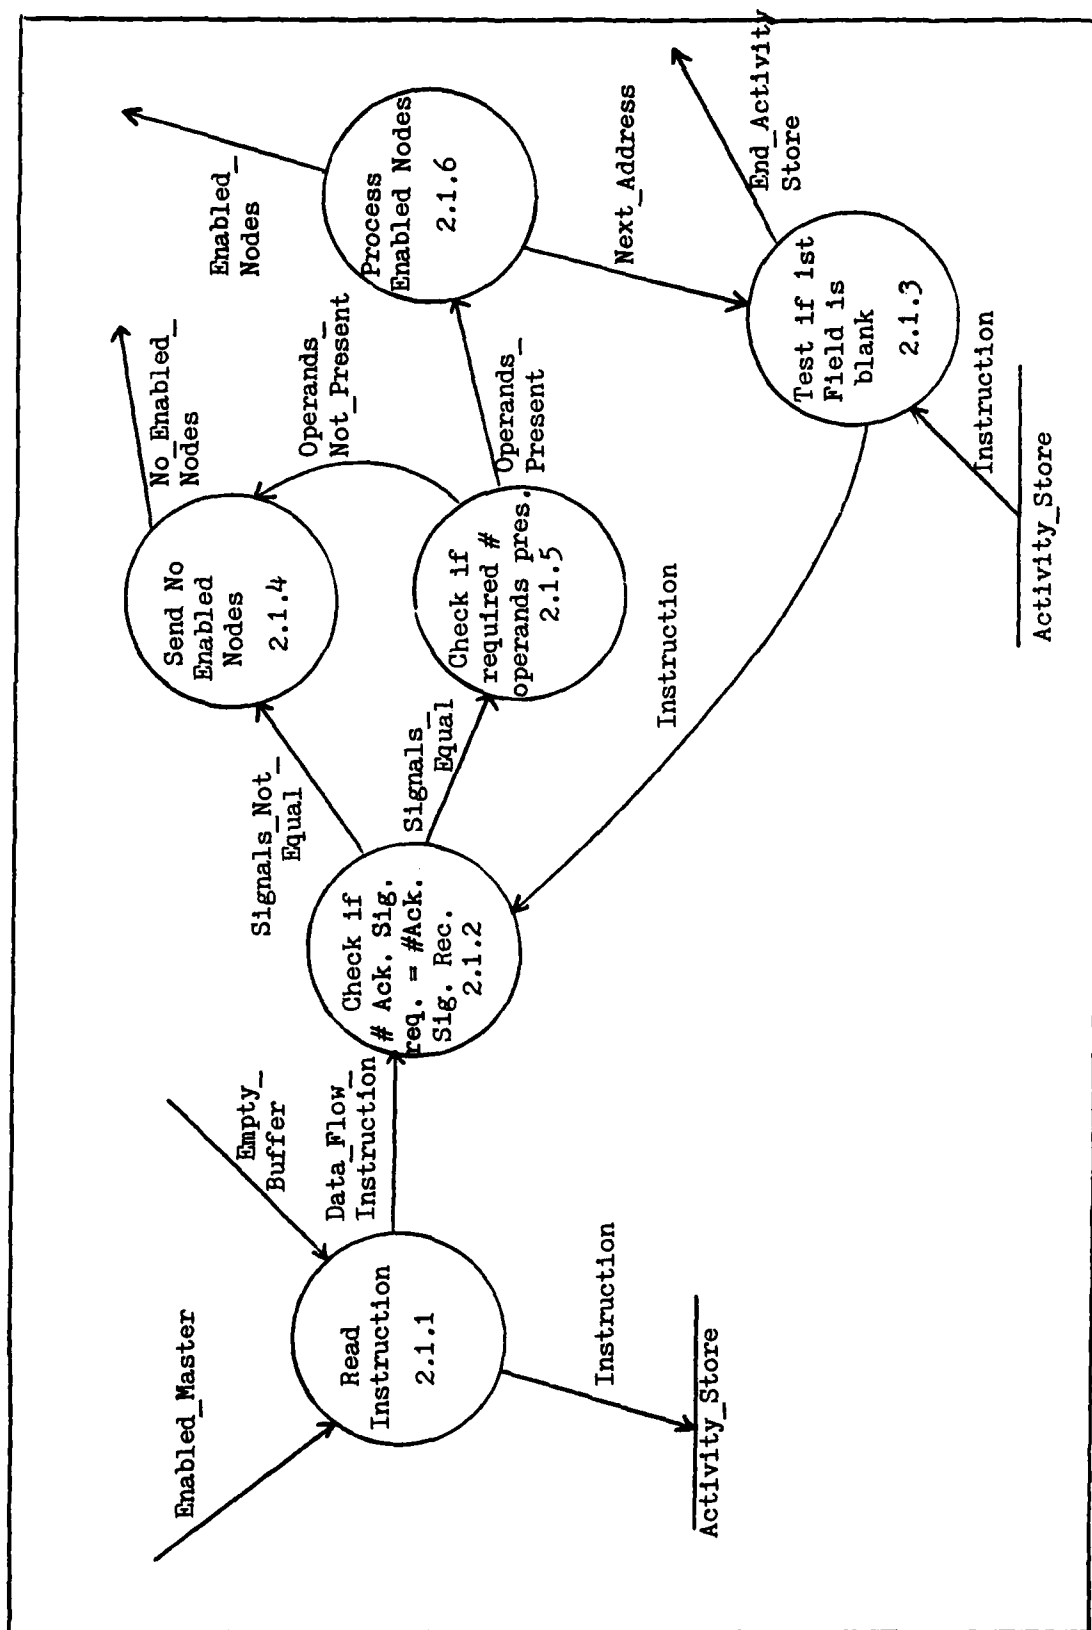 Enabled_Master
Empty_
Buffer
Read
Instruction
2.1.1
Data_Flow_
Instruction
Instruction
Activity_Store
Check if
# Ack. Sig.
req. = #Ack.
Sig. Rec.
2.1.2
Signals_Not_
Equal
Signals_
Equal
Send No
Enabled
Nodes
2.1.4
No_Enabled_
Nodes
Check if
required #
operands pres.
2.1.5
Operands_
Not_Present
Operands_
Present
Process
Enabled Nodes
2.1.6
Enabled_
Nodes
Next_Address
Test if 1st
Field is
blank
2.1.3
End_Activity
Store
Instruction
Instruction
Activity_Store